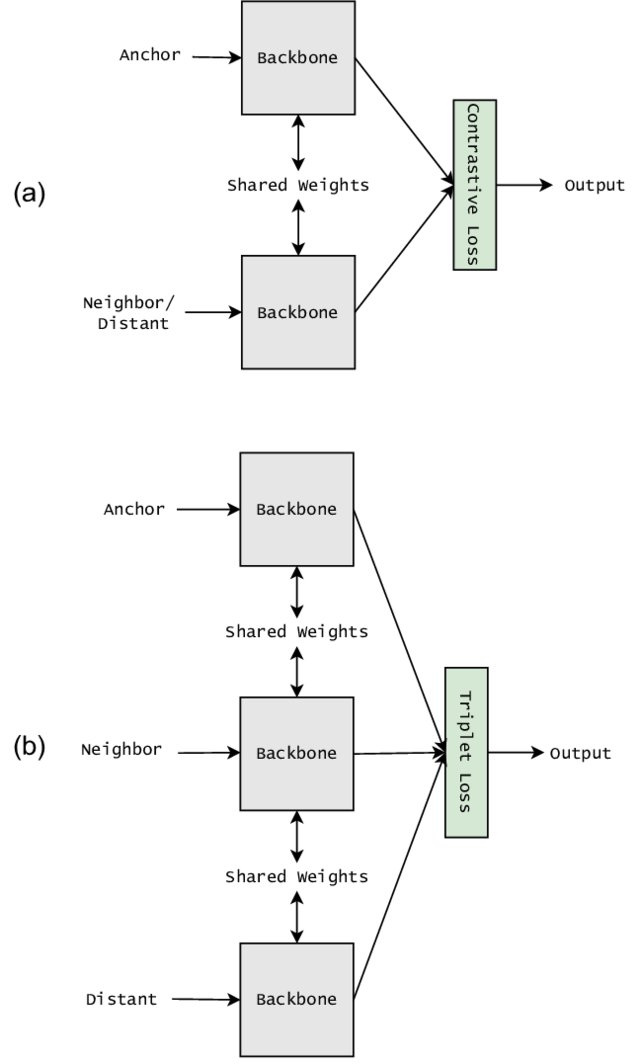 Anchor
Backbone
Contrastive Loss
(a)
Shared Weights
Output
Neighbor/
Distant
Backbone
Anchor
Backbone
Shared Weights
(b)
Neighbor
Backbone
Triplet Loss
Output
Shared Weights
Distant
Backbone